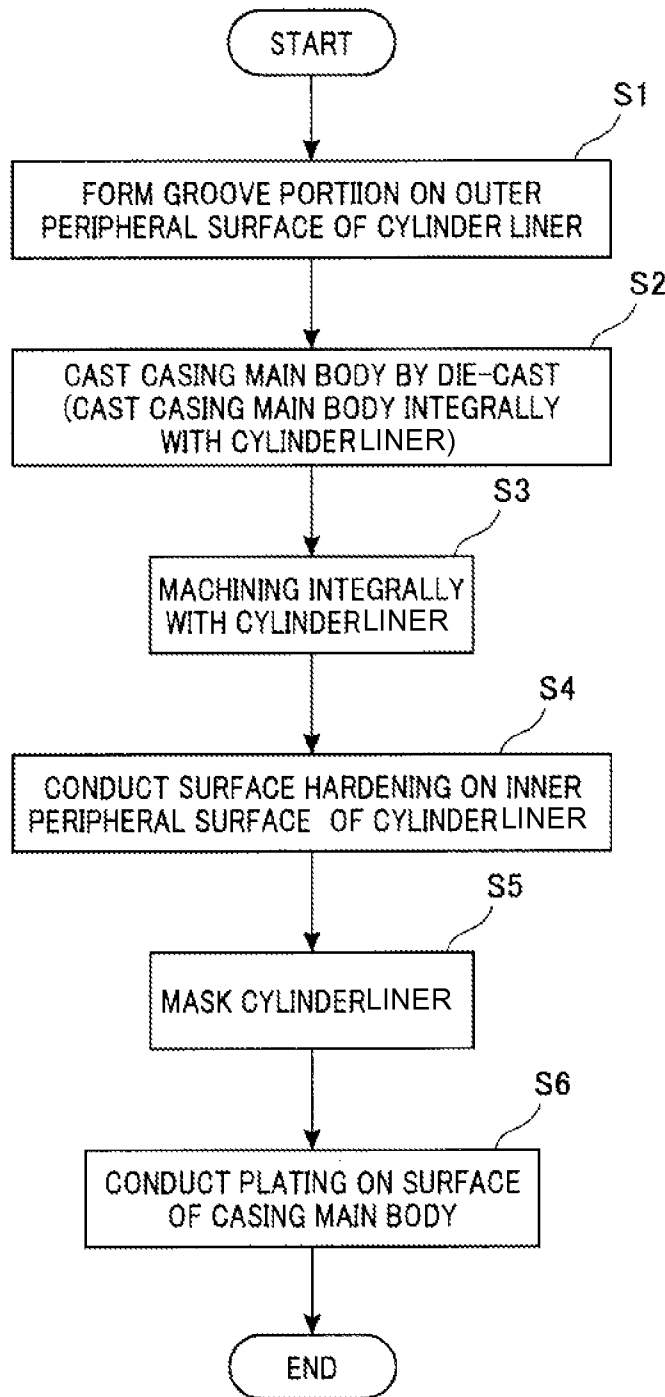 START
S1
FORM GROOVE PORTIION ON OUTER
PERIPHERAL SURFACE OF CYLINDER LINER
S2
CAST CASING MAIN BODY BY DIE-CAST
(CAST CASING MAIN BODY INTEGRALLY
WITH CYLINDERLINER)
S3
MACHINING INTEGRALLY
WITH CYLINDERLINER
S4
CONDUCT SURFACE HARDENING ON INNER
PERIPHERAL SURFACE OF CYLINDERLINER
S5
MASK CYLINDERLINER
S6
CONDUCT PLATING ON SURFACE
OF CASING MAIN BODY
END